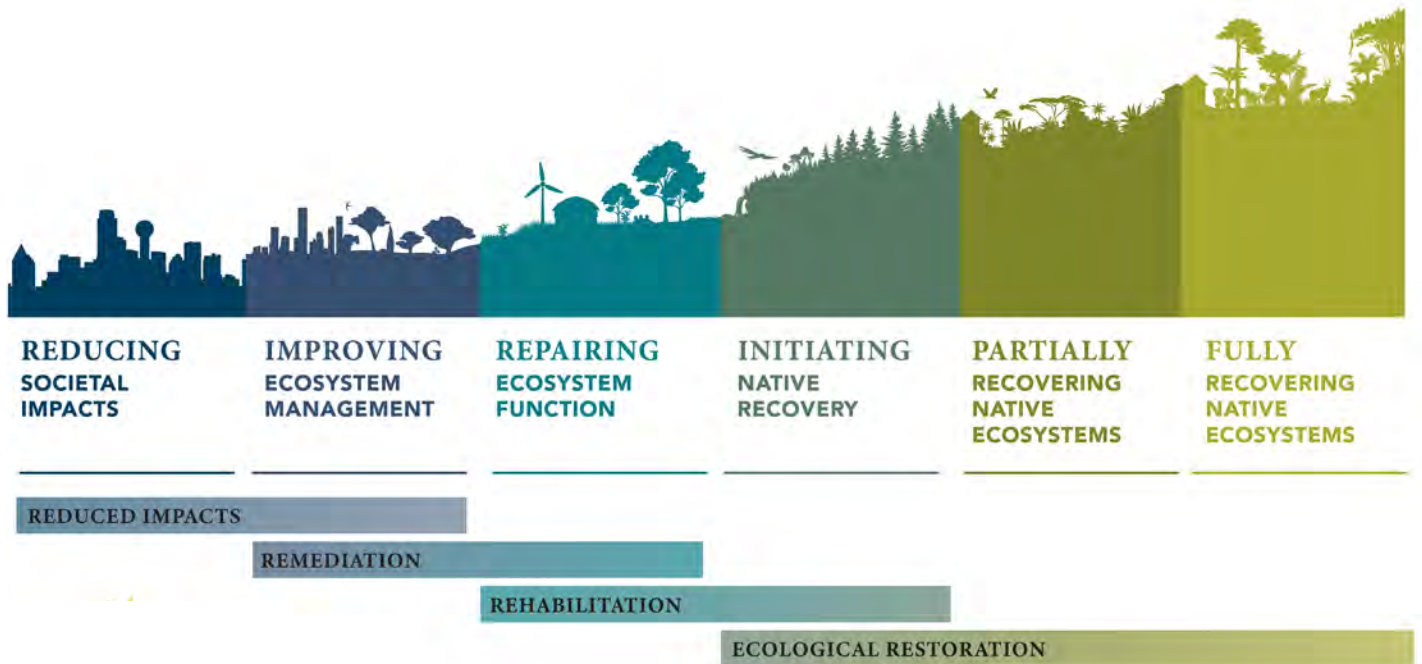 REDUCING
SOCIETAL
IMPACTS
IMPROVING
ECOSYSTEM
MANAGEMENT
REPAIRING
ECOSYSTEM
FUNCTION
INITIATING
NATIVE
RECOVERY
PARTIALLY
RECOVERING
NATIVE
ECOSYSTEMS
FULLY
RECOVERING
NATIVE
ECOSYSTEMS
REDUCED IMPACTS
REMEDIATION
REHABILITATION
ECOLOGICAL RESTORATION